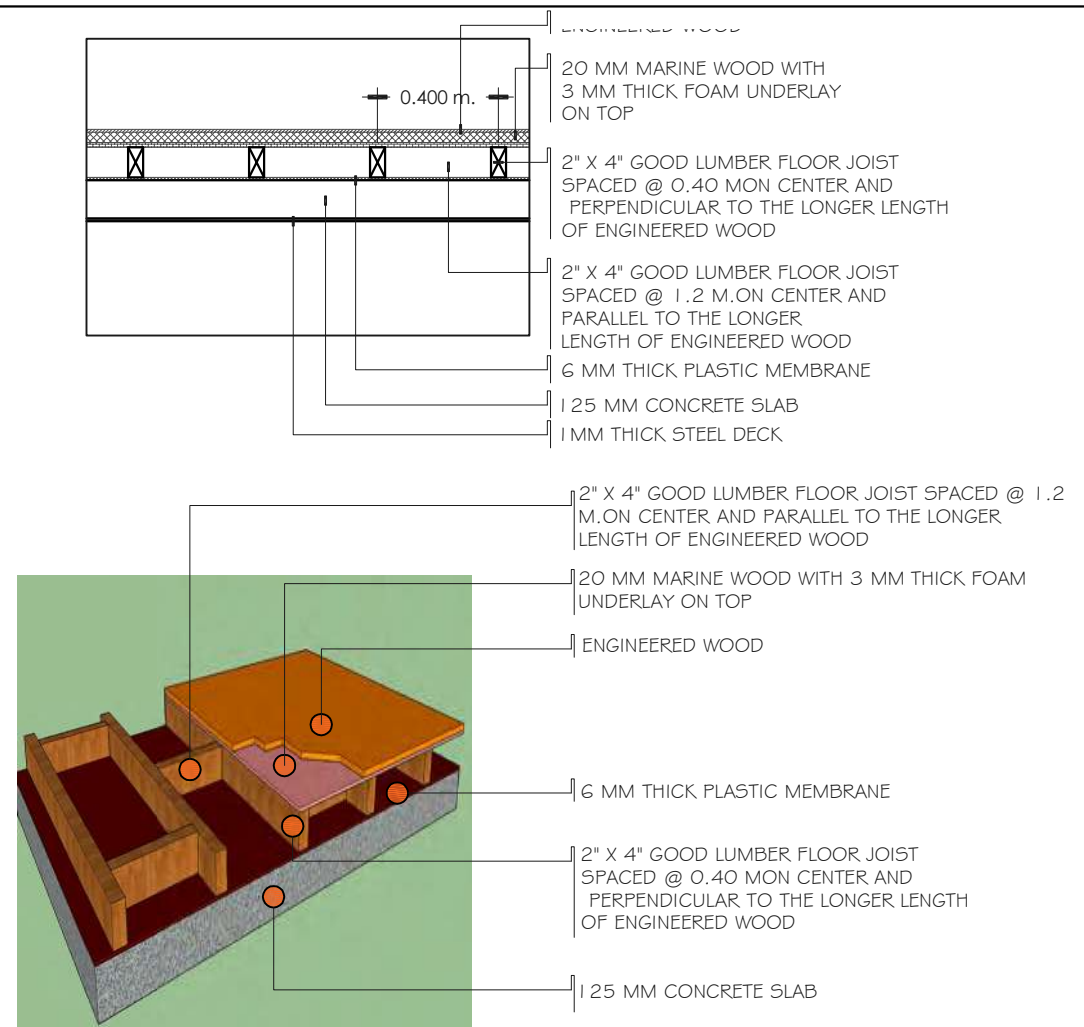 ENGINEERED WOOD
20 MM MARINE WOOD WITH
3 MM THICK FOAM UNDERLAY
ON TOP
0.400 m.
2" X 4" GOOD LUMBER FLOOR JOIST
SPACED @ 0.40 MON CENTER AND
PERPENDICULAR TO THE LONGER LENGTH
OF ENGINEERED WOOD
2" X 4" GOOD LUMBER FLOOR JOIST
SPACED @ 1.2 M.ON CENTER AND
PARALLEL TO THE LONGER
LENGTH OF ENGINEERED WOOD
6 MM THICK PLASTIC MEMBRANE
125 MM CONCRETE SLAB
1MM THICK STEEL DECK
2" X 4" GOOD LUMBER FLOOR JOIST SPACED @ 1.2
M.ON CENTER AND PARALLEL TO THE LONGER
LENGTH OF ENGINEERED WOOD
20 MM MARINE WOOD WITH 3 MM THICK FOAM
UNDERLAY ON TOP
ENGINEERED WOOD
6 MM THICK PLASTIC MEMBRANE
2" X 4" GOOD LUMBER FLOOR JOIST
SPACED @ 0.40 MON CENTER AND
PERPENDICULAR TO THE LONGER LENGTH
OF ENGINEERED WOOD
125 MM CONCRETE SLAB